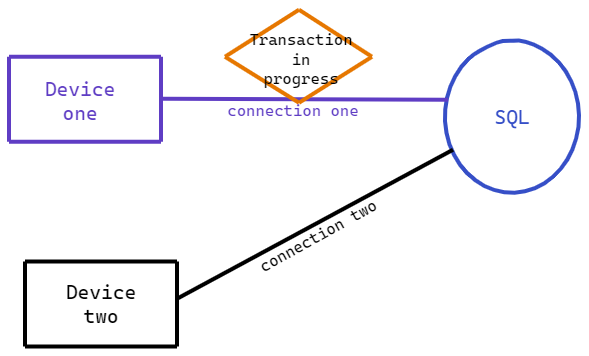 Transaction
in
progress
Device
one
connection one
SQL
connection two
Device
two